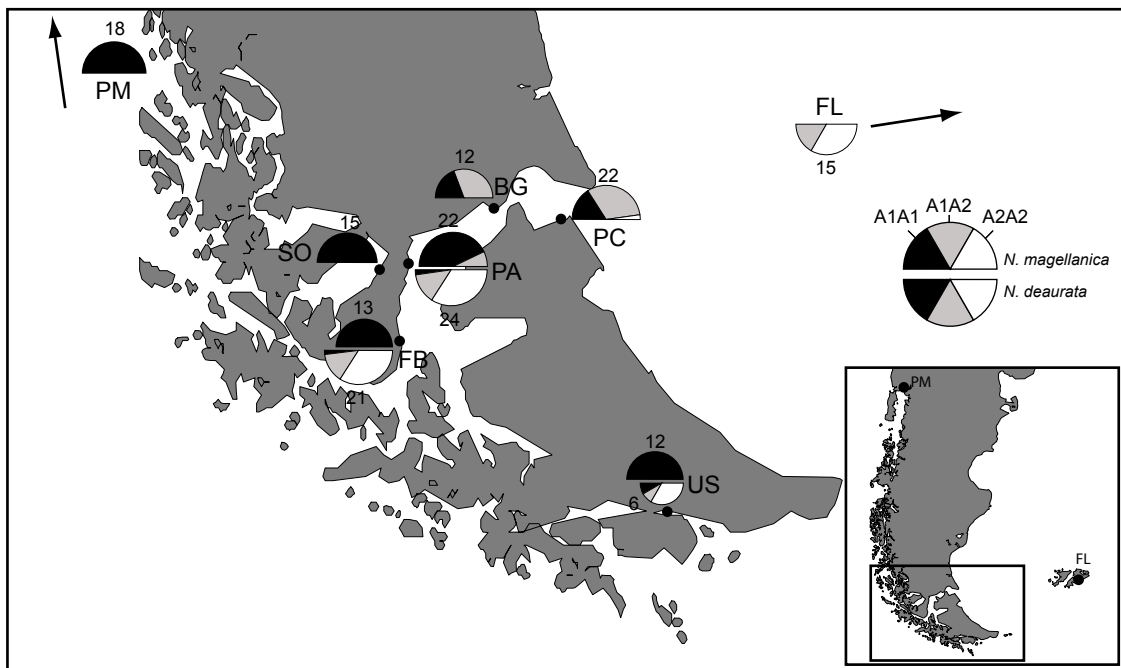 18
PM
FL
15
12
BG
22
PC
A1A1
A1A2
A2A2
N. magellanica
N. deaurata
15
SO
22
PA
24
13
FB
21
12
US
6
PM
FL